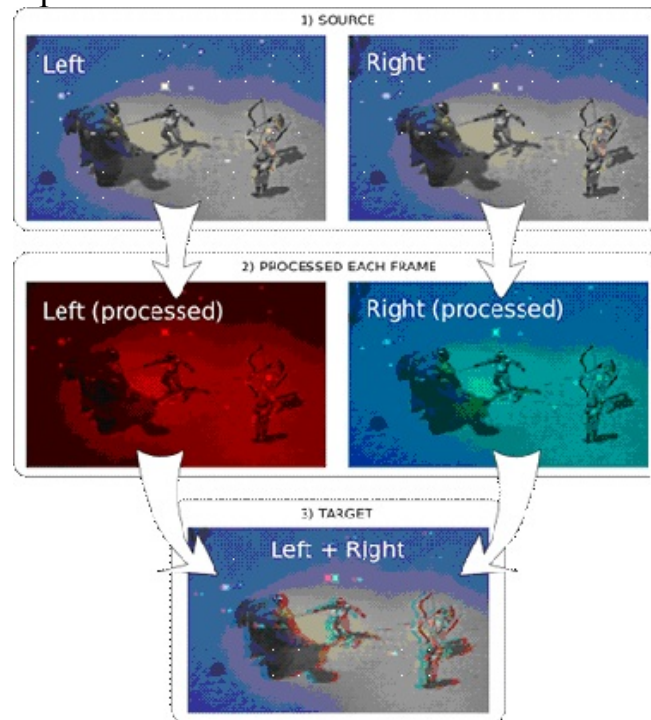 1) SOURCE
Left
Right
2) PROCESSED EACH FRAME
Left (processed)
Right (processed)
3) TARGET
Left + Right